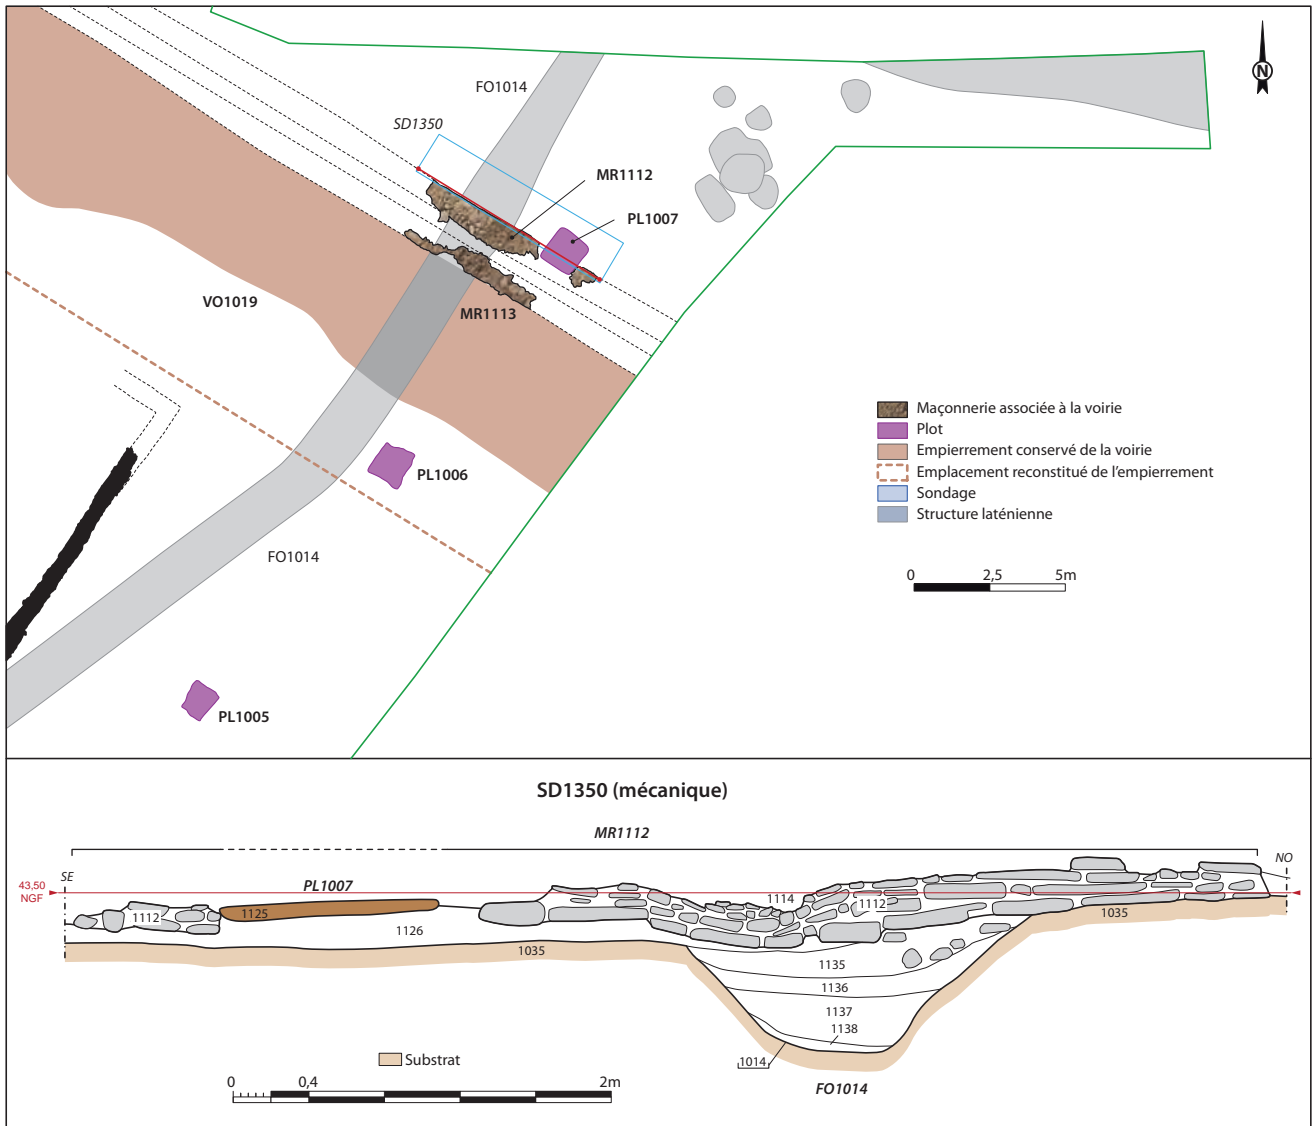 N
FO1014
SD1350
MR1112
PL1007
VO1019
MR1113
Maçonnerie associée à la voirie
Plot
Empierrement conservé de la voirie
Emplacement reconstitué de l'empierrement
Sondage
Structure laténienne
PL1006
FO1014
0 2,5 5m
PL1005
SD1350 (mécanique)
MR1112
SE
NO
43,50
NGF
PL1007
1114
1112
1112
1125
1035
1126
1035
1135
1136
1137
1138
1014
Substrat
FO1014
0 0,4 2m